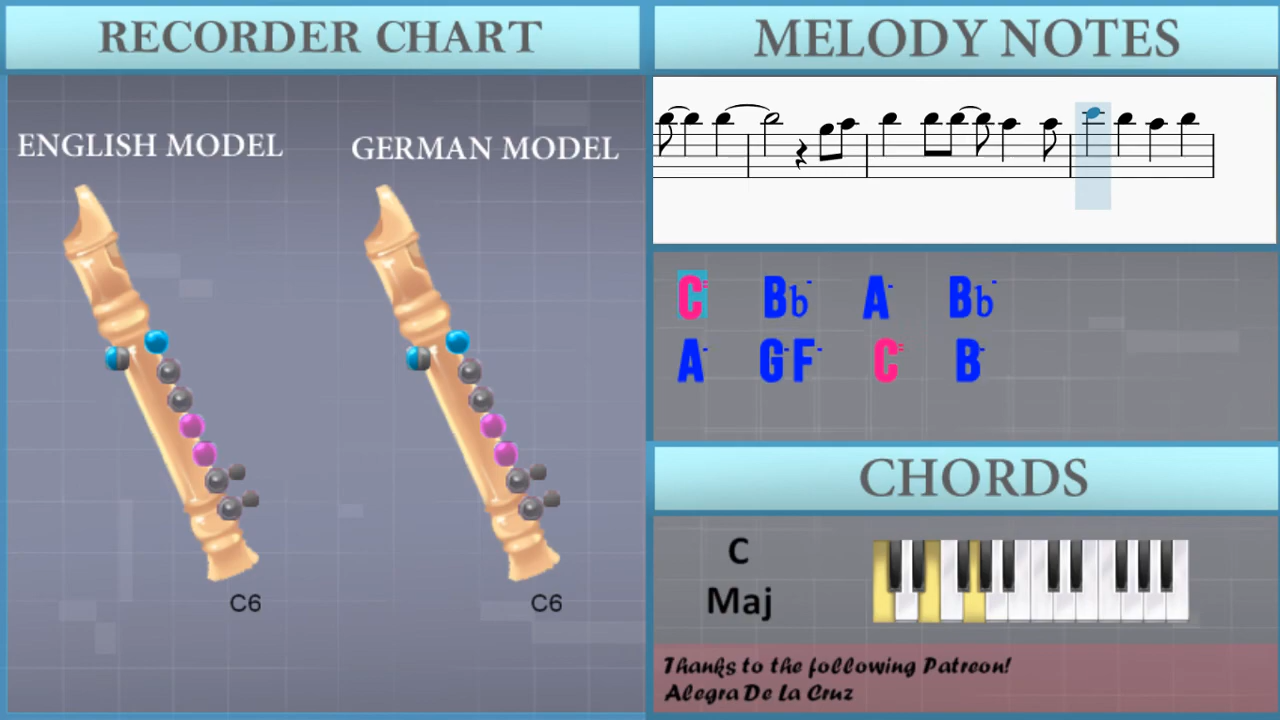 RECORDER CHART
ENGLISH MODEL
GERMAN MODEL
C6
C6
MELODY NOTES
C= Bb- A- Bb-
A- G-F- C= B-
CHORDS
C
Maj
Thanks to the following Patreon!
Alegra De La Cruz